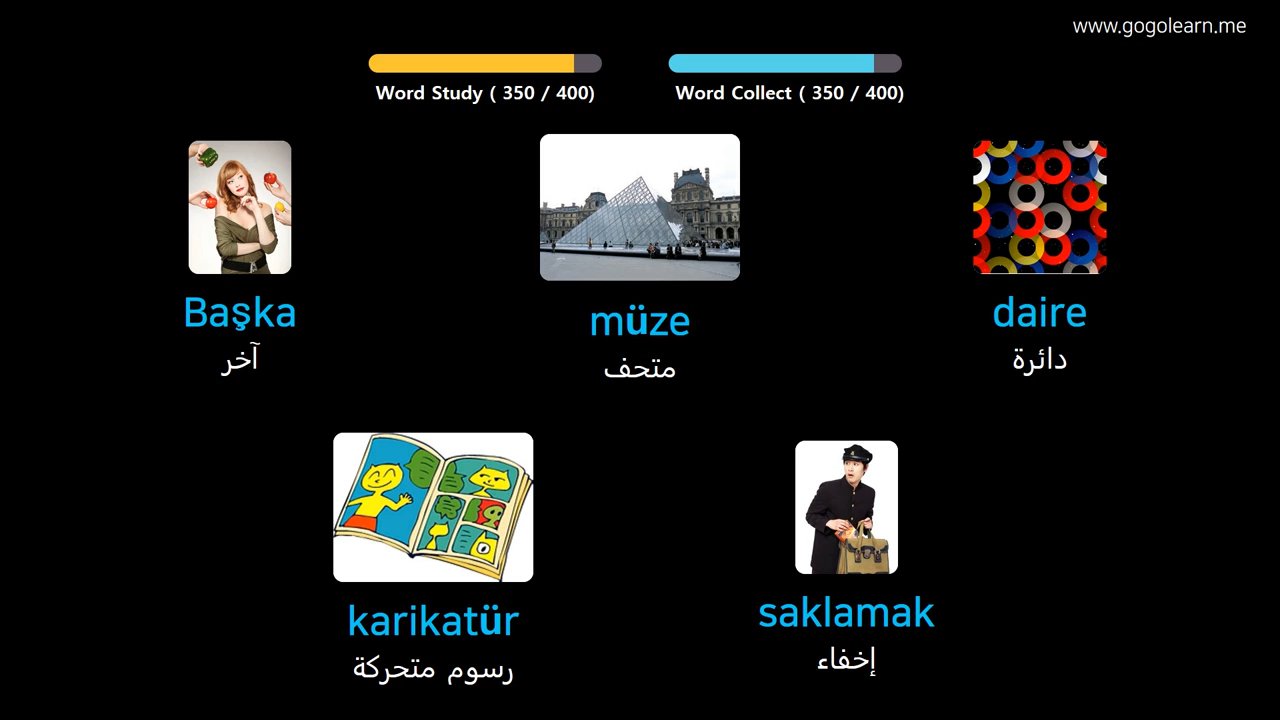 www.gogolearn.me
Word Study ( 350 / 400)
Word Collect ( 350 / 400)
Başka
آخر
müze
متحف
daire
دائرة
karikatür
رسوم متحركة
saklamak
إخفاء